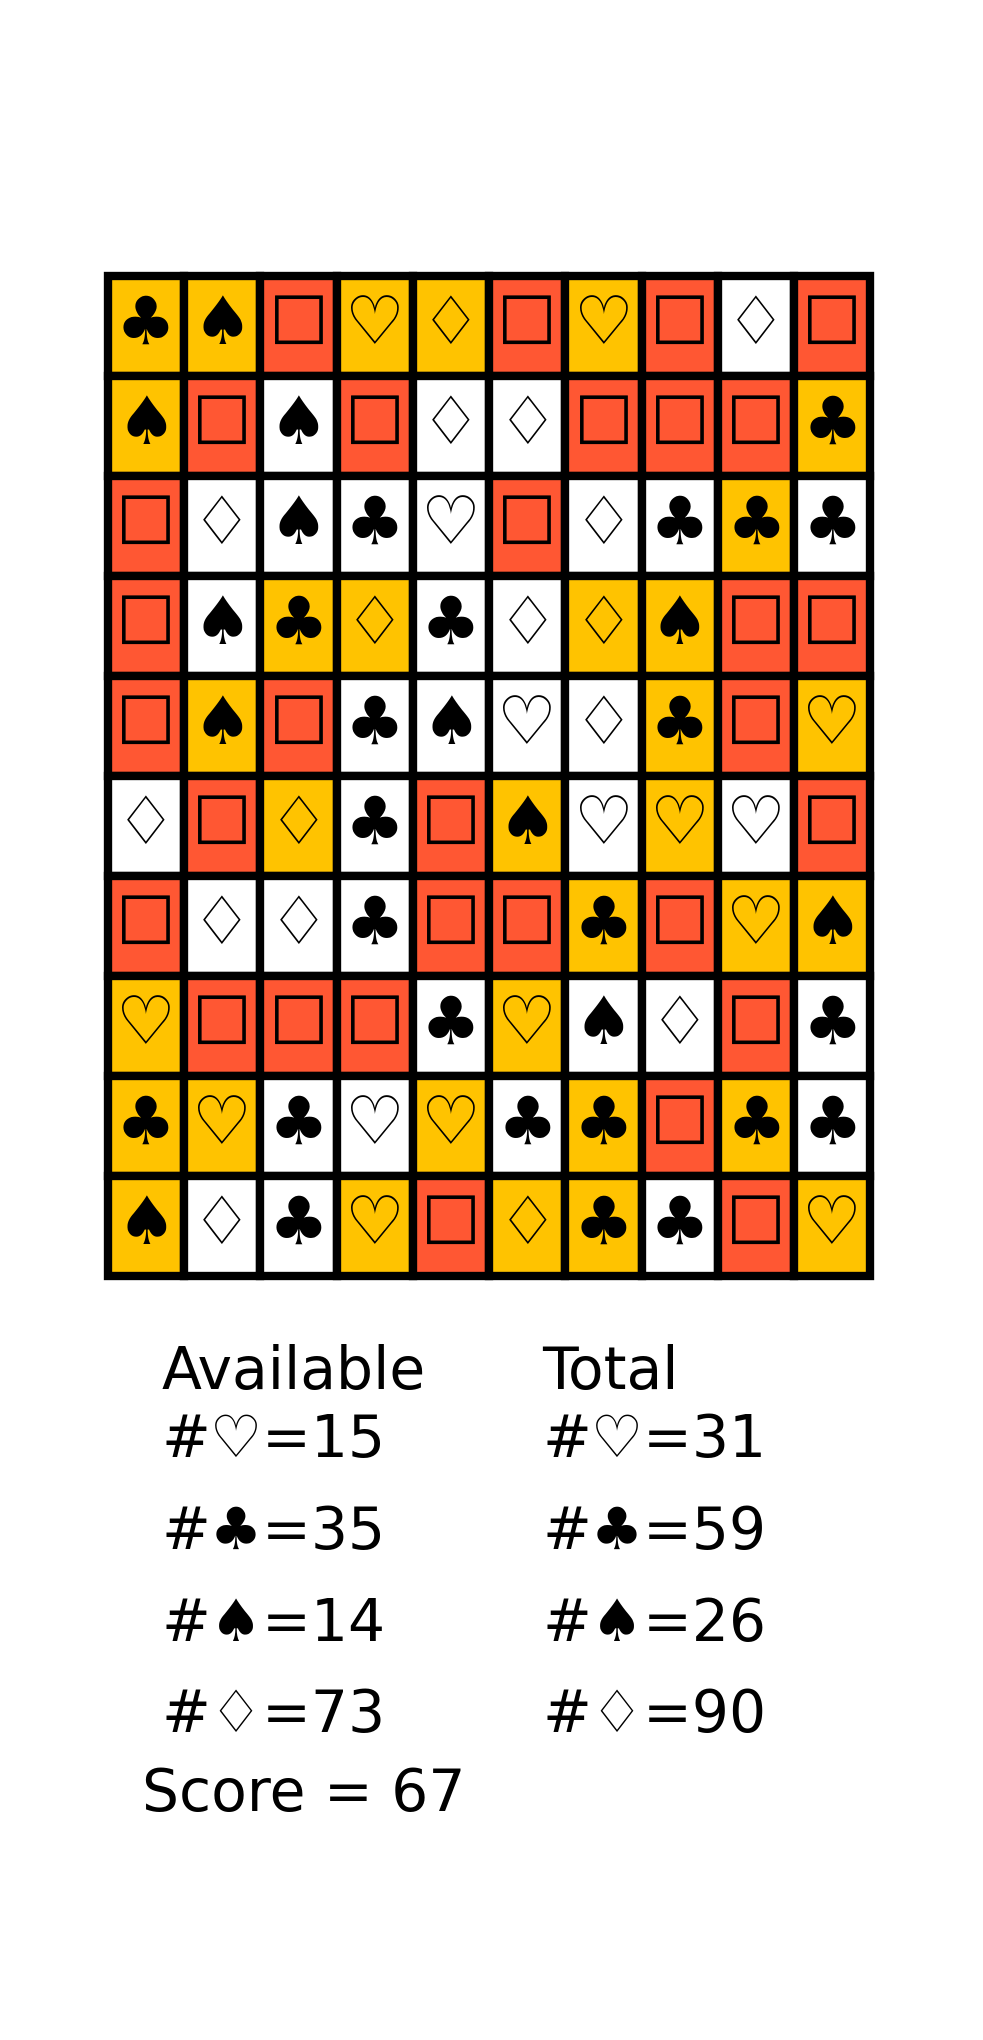 ♣ ♠ □ ♡ ♢ □ ♡ □ ♢ □
♠ □ ♠ □ ♢ ♢ □ □ □ ♣
□ ♢ ♠ ♣ ♡ □ ♢ ♣ ♣ ♣
□ ♠ ♣ ♢ ♣ ♢ ♢ ♠ □ □
□ ♠ □ ♣ ♠ ♡ ♢ ♣ □ ♡
♢ □ ♢ ♣ □ ♠ ♡ ♡ ♡ □
□ ♢ ♢ ♣ □ □ ♣ □ ♡ ♠
♡ □ □ □ ♣ ♡ ♠ ♢ □ ♣
♣ ♡ ♣ ♡ ♡ ♣ ♣ □ ♣ ♣
♠ ♢ ♣ ♡ □ ♢ ♣ ♣ □ ♡
Available Total
#♡=15 #♡=31
#♣=35 #♣=59
#♠=14 #♠=26
#♢=73 #♢=90
Score = 67